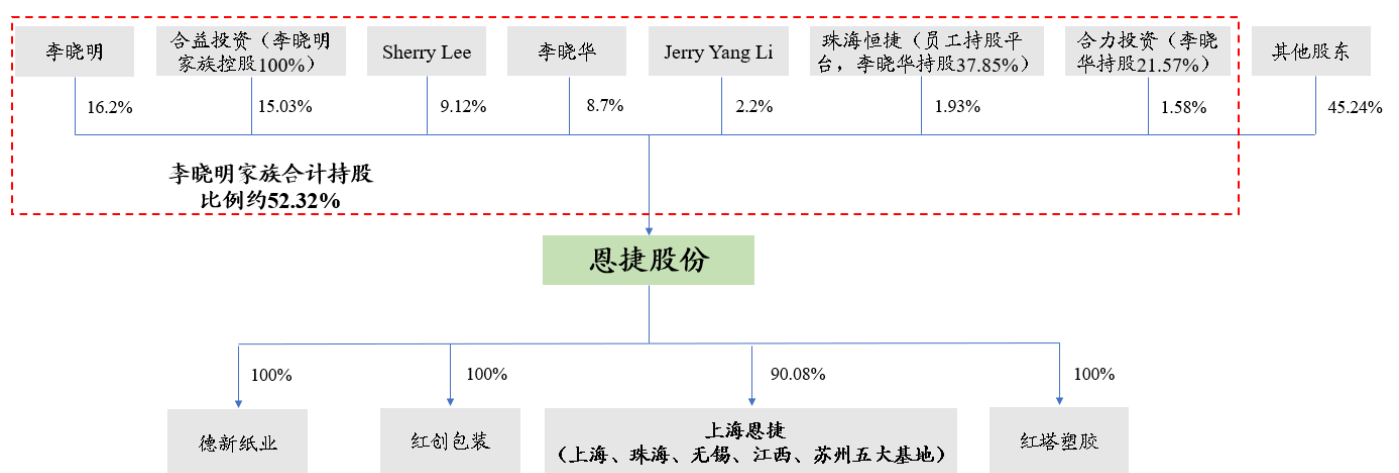 李晓明
合益投资（李晓明
家族控股100%）
Sherry Lee
李晓华
Jerry Yang Li
珠海恒捷（员工持股平
台，李晓华持股37.85%）
合力投资（李晓
华持股21.57%）
其他股东
16.2%
15.03%
9.12%
8.7%
2.2%
1.93%
1.58%
45.24%
李晓明家族合计持股
比例约52.32%
恩捷股份
100%
100%
90.08%
100%
德新纸业
红创包装
上海恩捷
（上海、珠海、无锡、江西、苏州五大基地）
红塔塑胶